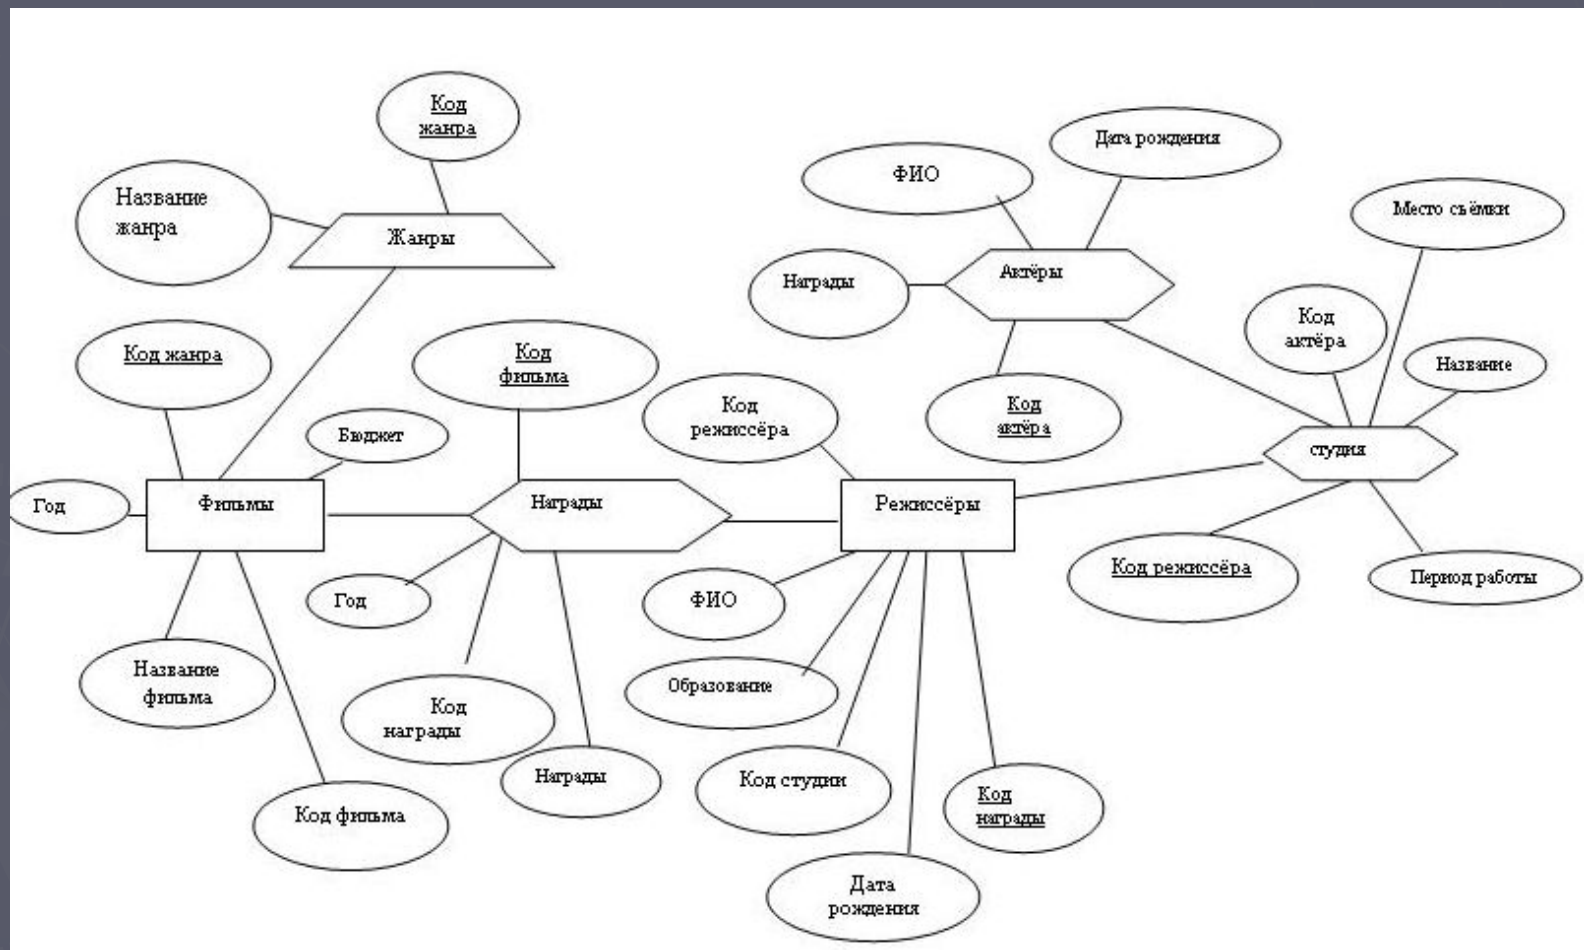 Код
жанра
Название
жанра
Жанры
ФИО
Дата рождения
Место съёмки
Награды
Актёры
Код
актёра
Название
Код
актёра
студия
Код режиссёра
Период работы
Код жанра
Бюджет
Год
Фильмы
Название
фильма
Код фильма
Код
фильма
Награды
Год
Код
награды
Награды
Код
режиссёра
Режиссёры
ФИО
Образование
Код студии
Дата
рождения
Код
награды